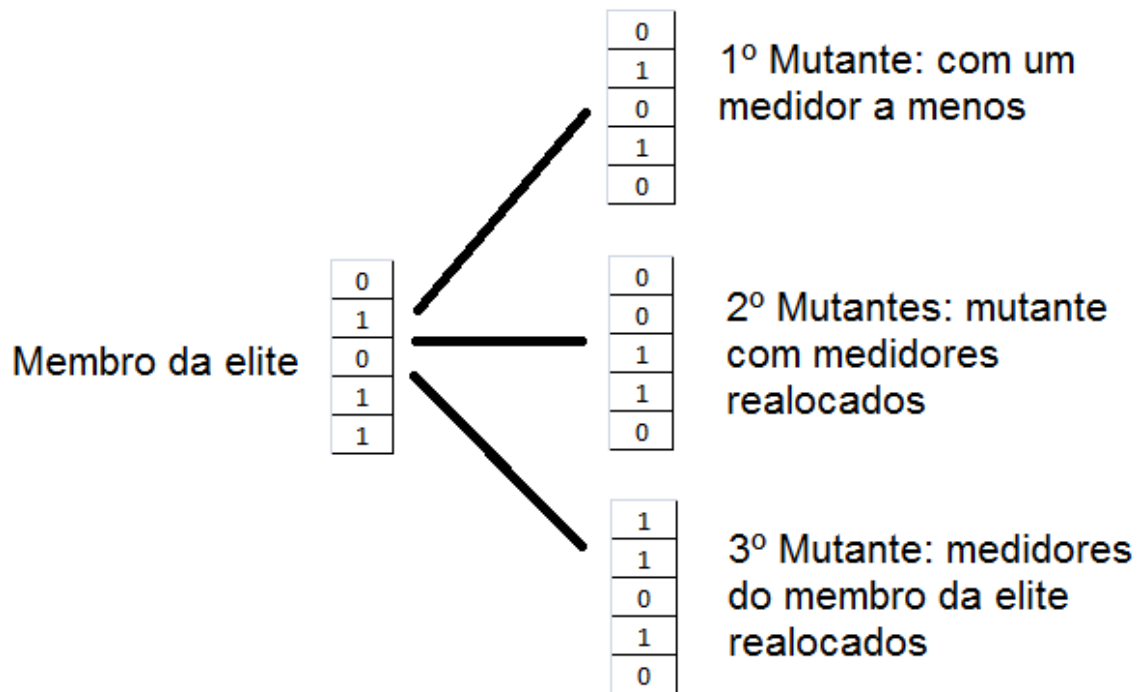 0
1
0
1
0
1º Mutante: com um
medidor a menos
Membro da elite
0
1
0
1
1
0
0
1
1
0
2º Mutantes: mutante
com medidores
realocados
1
1
0
1
0
3º Mutante: medidores
do membro da elite
realocados